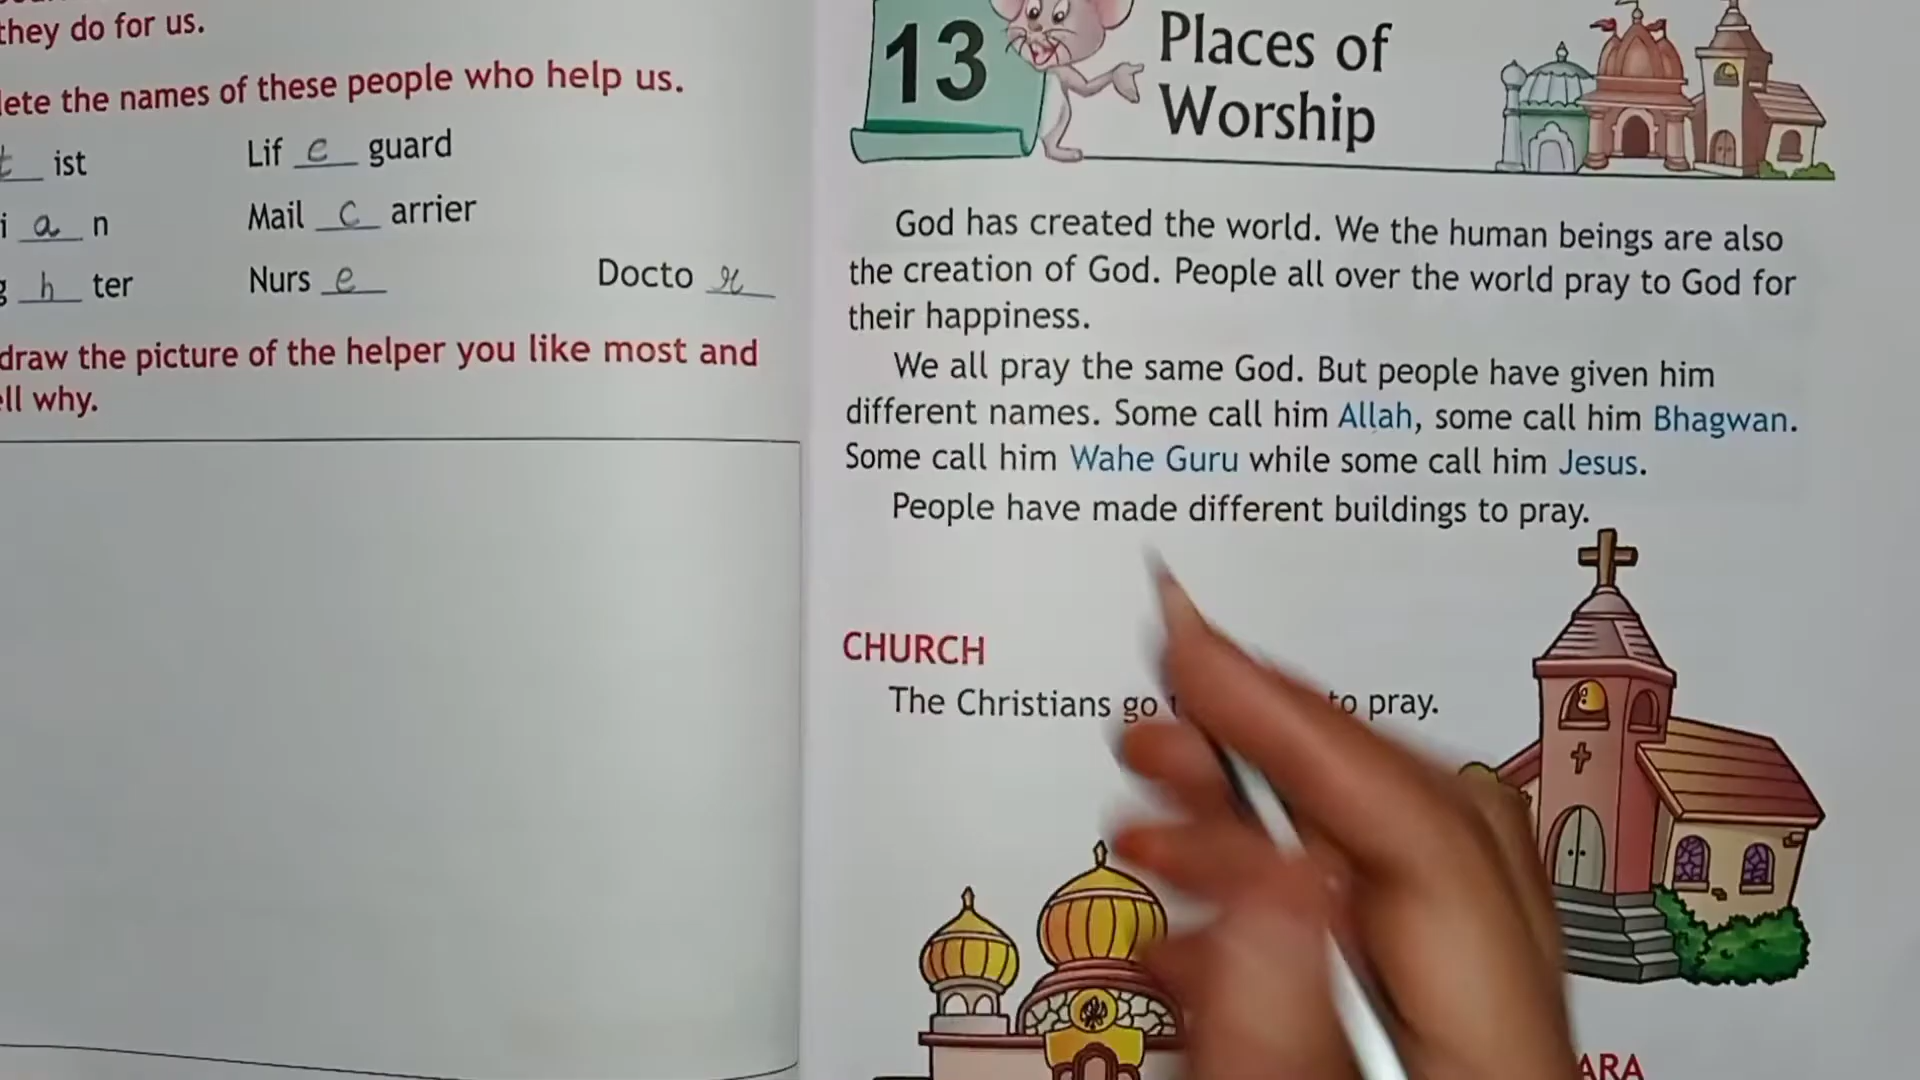 they do for us.
lete the names of these people who help us.
t ist
Lif e guard
i a n
Mail c arrier
g h ter
Nurs e
Docto r
draw the picture of the helper you like most and
ell why.
13
Places of
Worship
God has created the world. We the human beings are also
the creation of God. People all over the world pray to God for
their happiness.
We all pray the same God. But people have given him
different names. Some call him Allah, some call him Bhagwan.
Some call him Wahe Guru while some call him Jesus.
People have made different buildings to pray.
CHURCH
The Christians go to pray.
ARA